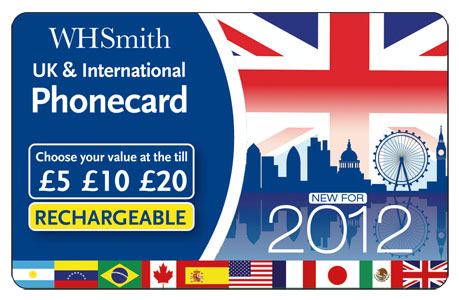 WHSmith
UK & International
Phonecard
Choose your value at the till
£5 £10 £20
RECHARGEABLE
NEW FOR
2012